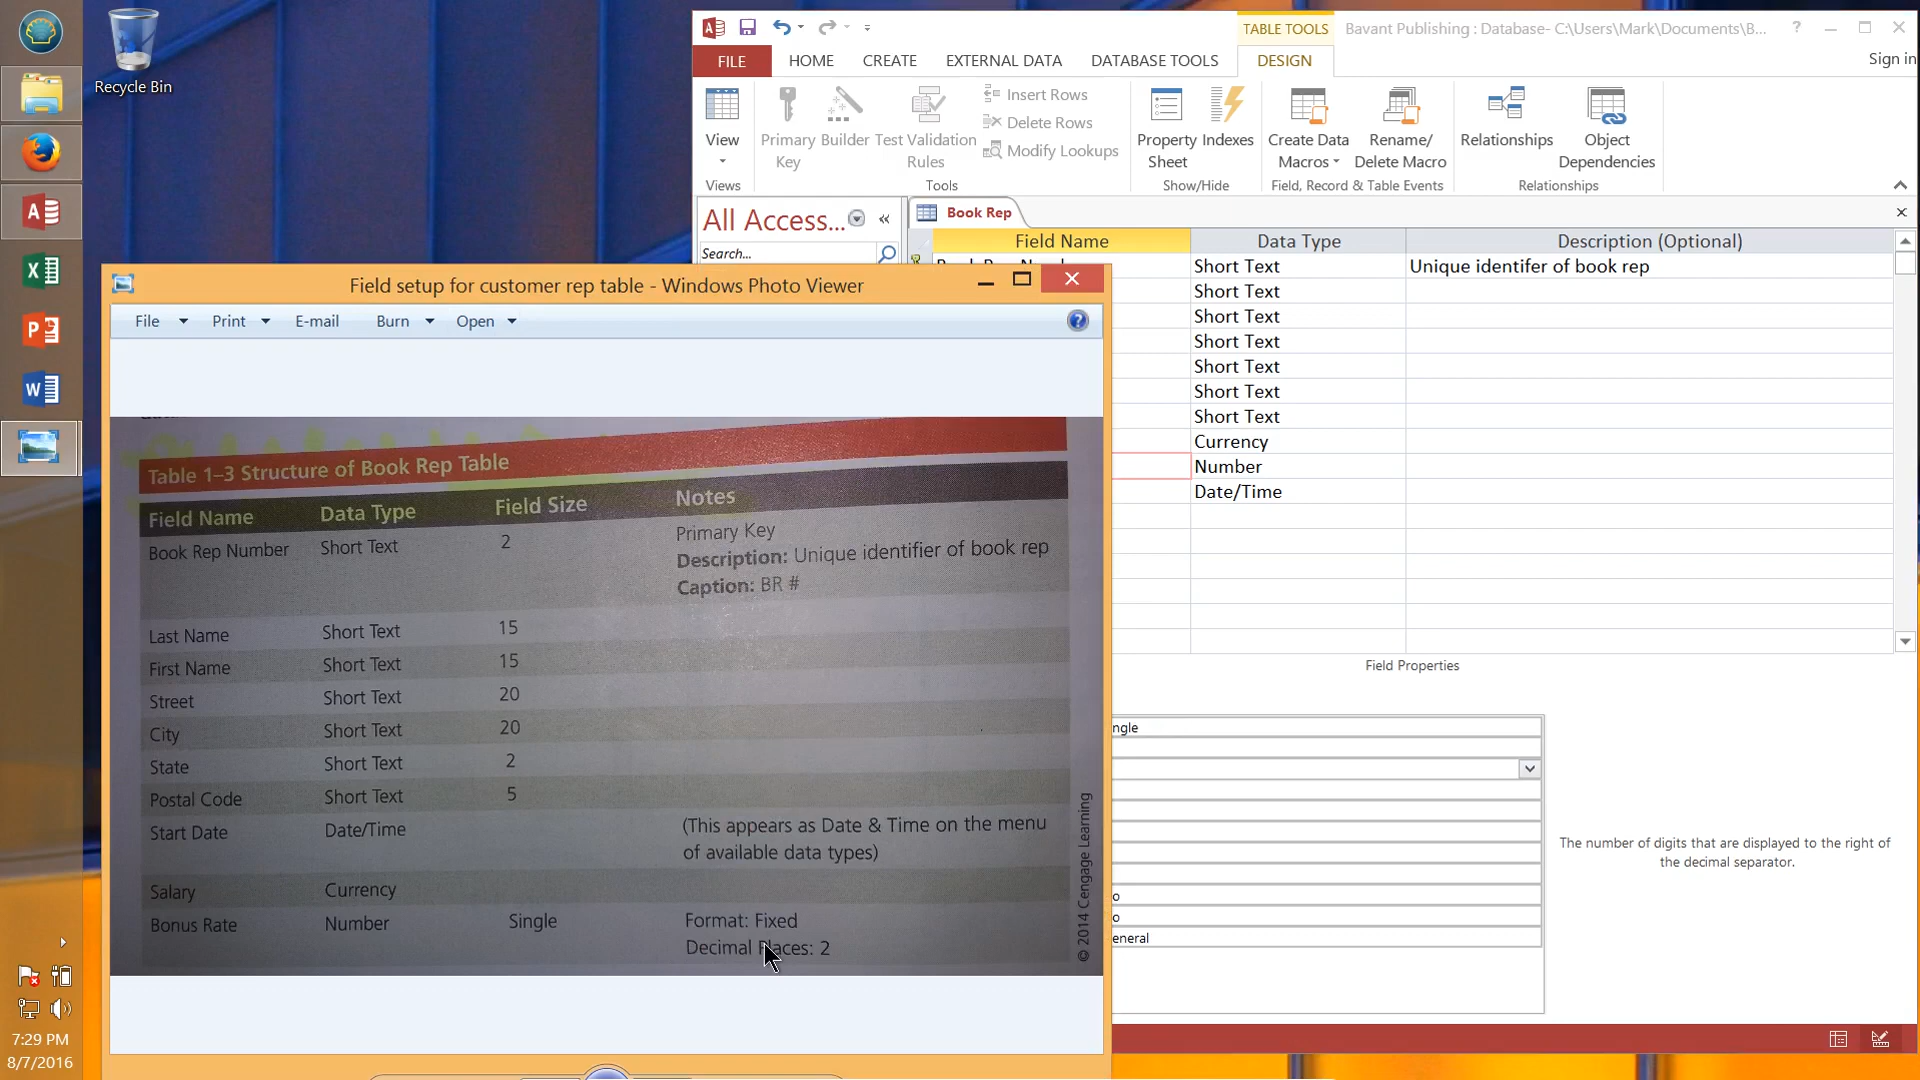 Recycle Bin
TABLE TOOLS
Bavant Publishing : Database- C:\Users\Mark\Documents\B...
?
FILE
HOME
CREATE
EXTERNAL DATA
DATABASE TOOLS
DESIGN
Sign in
View
Primary
Key
Builder
Test Validation
Rules
Insert Rows
Delete Rows
Modify Lookups
Property
Sheet
Indexes
Create Data
Macros
Rename/
Delete Macro
Relationships
Object
Dependencies
Views
Tools
Show/Hide
Field, Record & Table Events
Relationships
All Access...
Search...
Book Rep
Field Name Data Type Description (Optional)
Short Text Unique identifer of book rep
Short Text
Short Text
Short Text
Short Text
Short Text
Short Text
Currency
Number
Date/Time
Field Properties
ngle
o
o
eneral
The number of digits that are displayed to the right of
the decimal separator.
Field setup for customer rep table - Windows Photo Viewer
File Print E-mail Burn Open
Table 1–3 Structure of Book Rep Table
Field Name Data Type Field Size Notes
Book Rep Number Short Text 2 Primary Key
Description: Unique identifier of book rep
Caption: BR #
Last Name Short Text 15
First Name Short Text 15
Street Short Text 20
City Short Text 20
State Short Text 2
Postal Code Short Text 5
Start Date Date/Time (This appears as Date & Time on the menu
of available data types)
Salary Currency
Bonus Rate Number Single Format: Fixed
Decimal Places: 2
© 2014 Cengage Learning
7:29 PM
8/7/2016